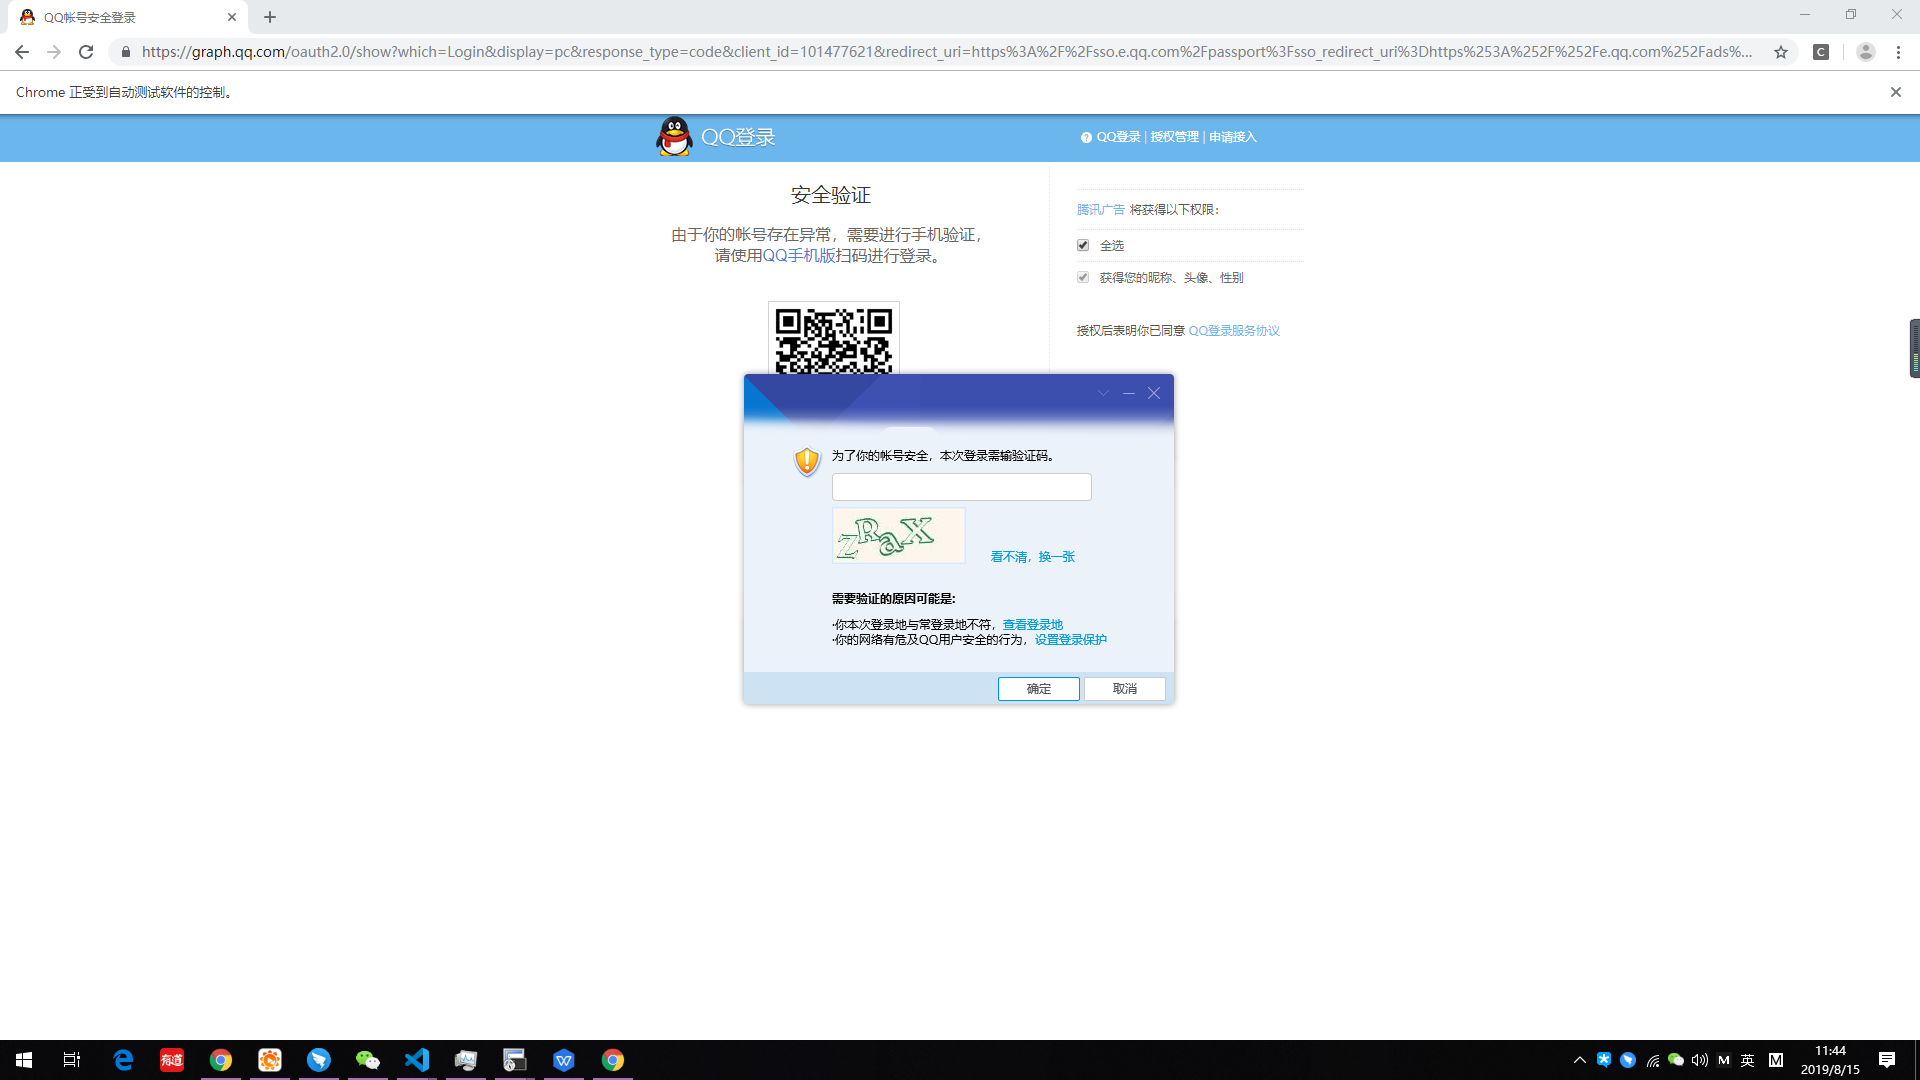 QQ帐号安全登录
https://graph.qq.com/oauth2.0/show?which=Login&display=pc&response_type=code&client_id=101477621&redirect_uri=https%3A%2F%2Fsso.e.qq.com%2Fpassport%3Fsso_redirect_uri%3Dhttps%253A%252F%252Fe.qq.com%252Fads%...
C
Chrome 正受到自动测试软件的控制。
QQ登录
QQ登录 | 授权管理 | 申请接入
安全验证
由于你的帐号存在异常，需要进行手机验证，
请使用QQ手机版扫码进行登录。
腾讯广告 将获得以下权限：
全选
获得您的昵称、头像、性别
授权后表明你已同意 QQ登录服务协议
为了你的帐号安全，本次登录需输验证码。
zRaX
看不清，换一张
需要验证的原因可能是:
·你本次登录地与常登录地不符，查看登录地
·你的网络有危及QQ用户安全的行为，设置登录保护
确定
取消
有道
M
英
M
11:44
2019/8/15